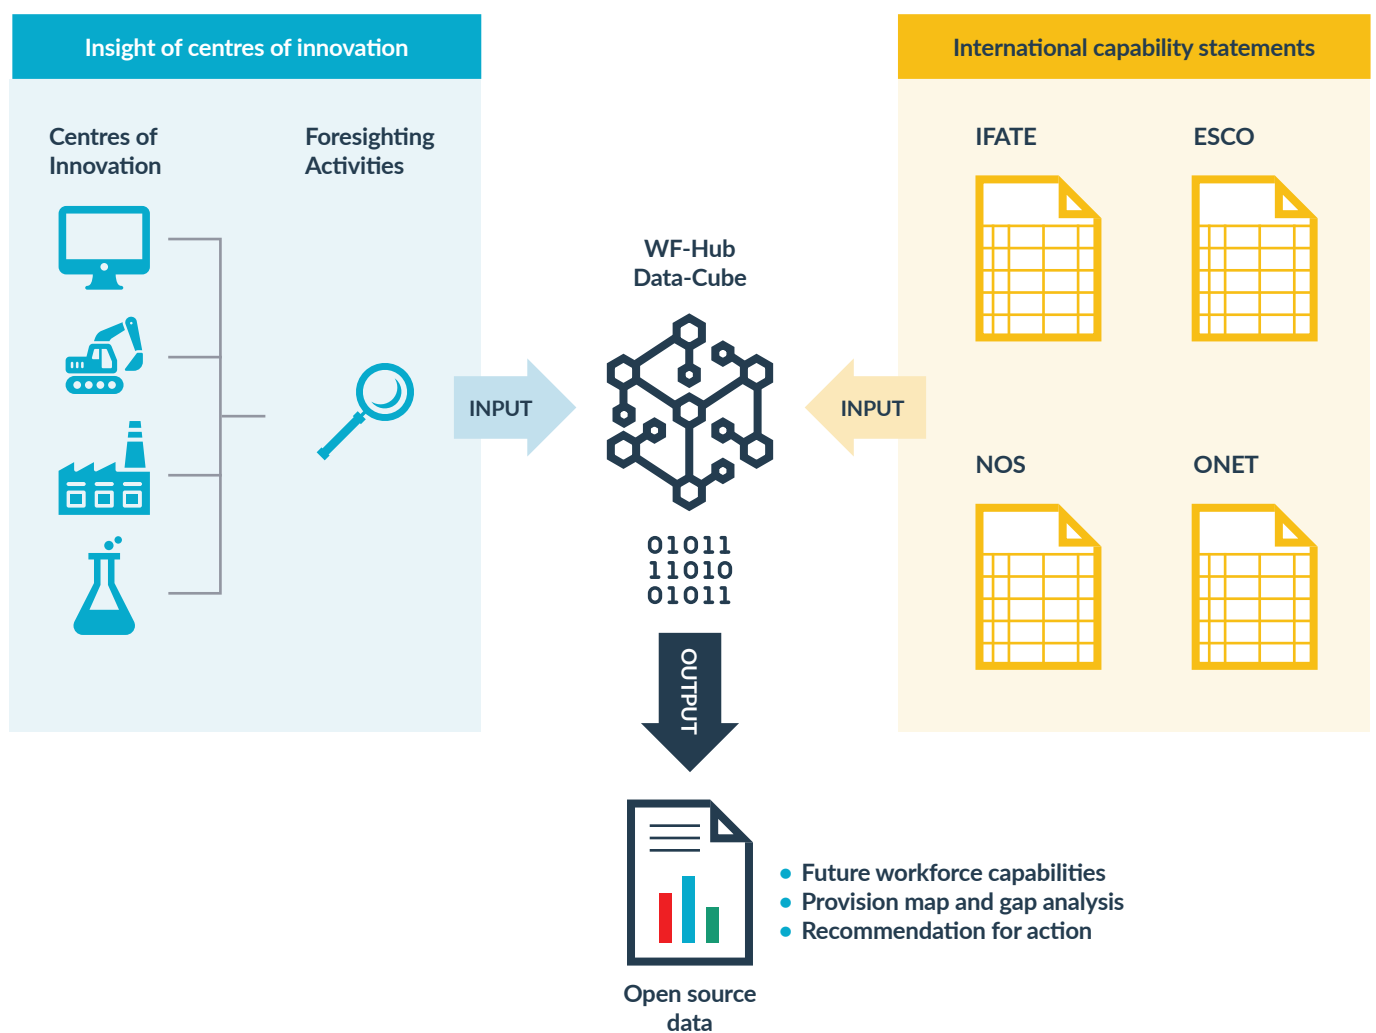 Insight of centres of innovation
Centres of
Innovation
Foresighting
Activities
INPUT
WF-Hub
Data-Cube
01011
11010
01011
INPUT
International capability statements
IFATE
ESCO
NOS
ONET
OUTPUT
• Future workforce capabilities
• Provision map and gap analysis
• Recommendation for action
Open source
data